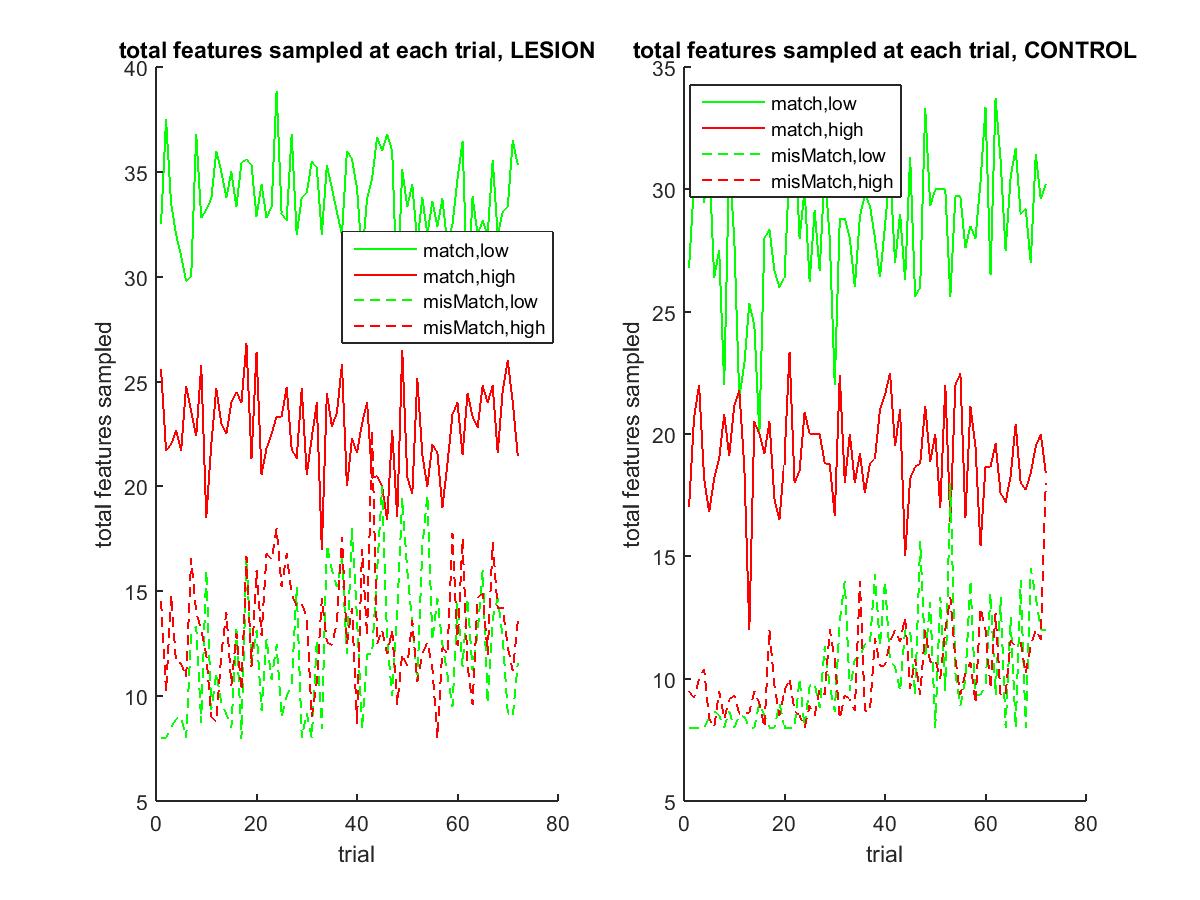 total features sampled at each trial, LESION
40
35
30
25
20
15
10
5
0
20
40
60
80
trial
total features sampled
match,low
match,high
misMatch,low
misMatch,high
total features sampled at each trial, CONTROL
35
30
25
20
15
10
5
0
20
40
60
80
trial
total features sampled
match,low
match,high
misMatch,low
misMatch,high